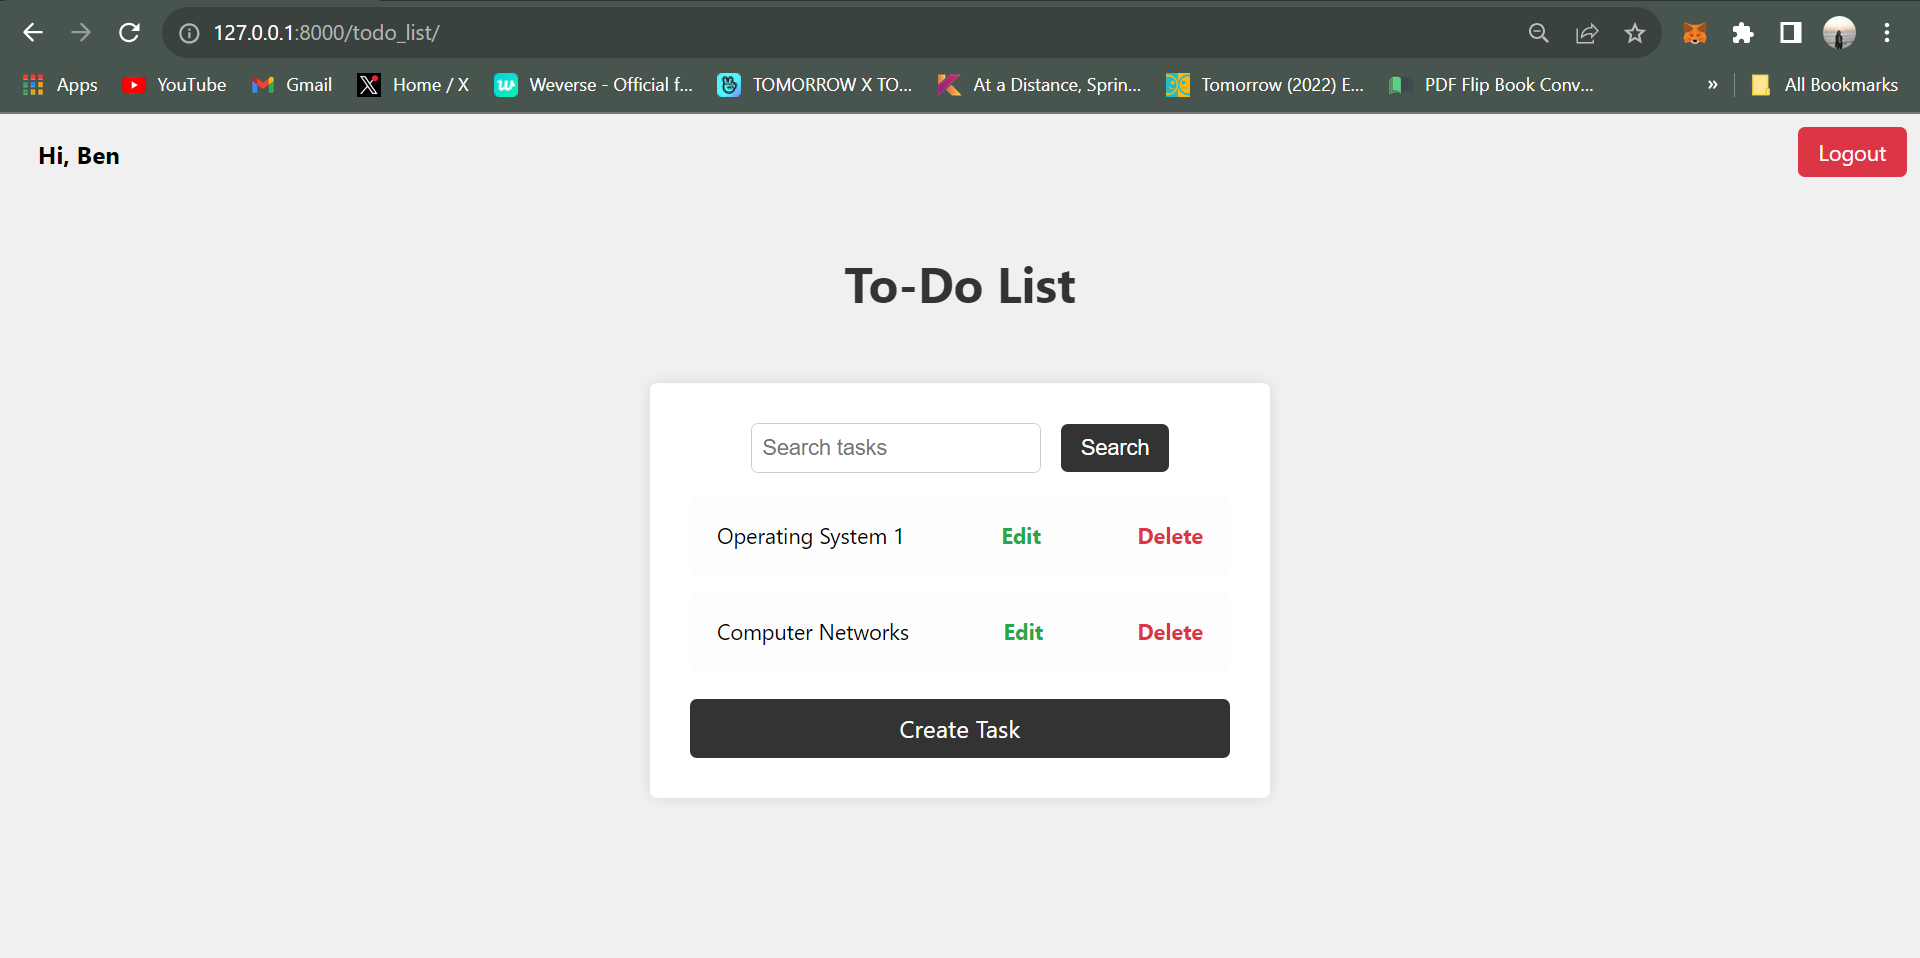 127.0.0.1:8000/todo_list/
Apps YouTube Gmail Home / X Weverse - Official f... TOMORROW X TO... At a Distance, Sprin... Tomorrow (2022) E... PDF Flip Book Conv... » All Bookmarks
Hi, Ben Logout
To-Do List
Search tasks Search
Operating System 1 Edit Delete
Computer Networks Edit Delete
Create Task